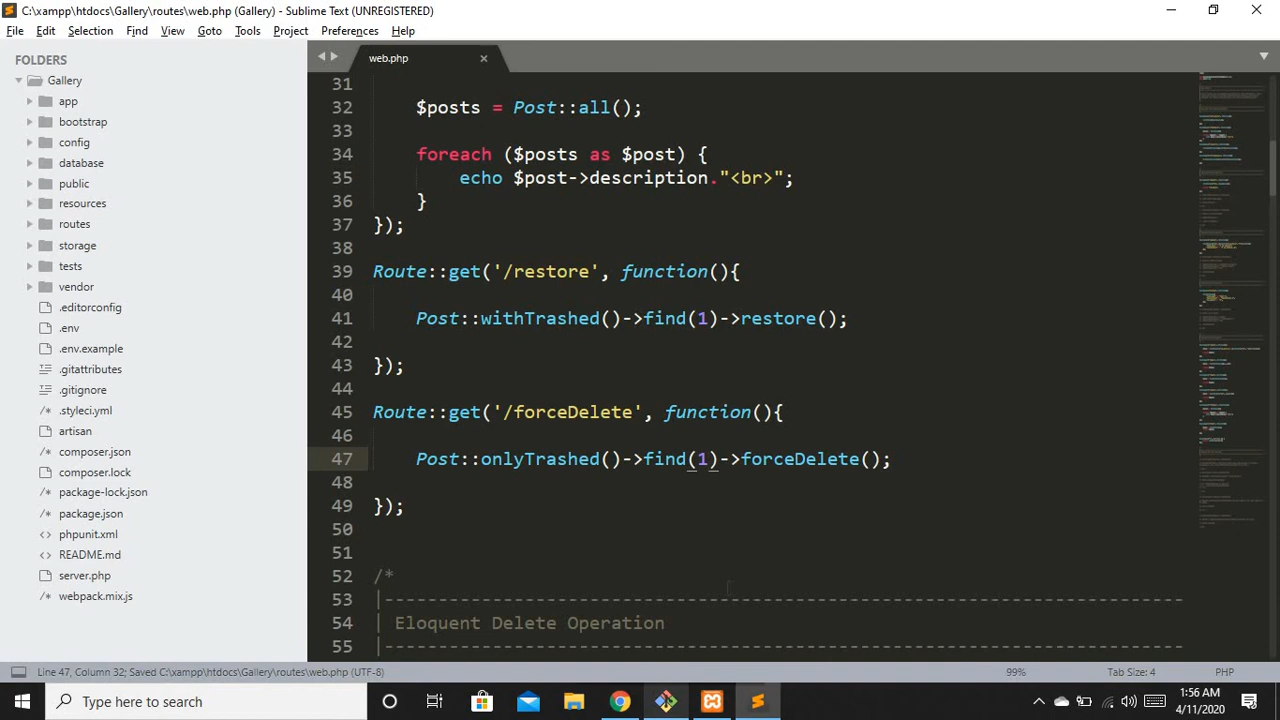 C:\xampp\htdocs\Gallery\routes\web.php (Gallery) - Sublime Text (UNREGISTERED)
File Edit Selection Find View Goto Tools Project Preferences Help
FOLDERS
Gallery
app
bootstrap
config
database
public
resources
routes
storage
tests
vendor
.editorconfig
.env
.env.example
.gitattributes
.gitignore
.styleci.yml
artisan
composer.json
composer.lock
package-lock.json
package.json
phpunit.xml
README.md
server.php
webpack.mix.js
web.php
31
32 $posts = Post::all();
33
34 foreach ($posts as $post) {
35 echo $post->description."<br>";
36 }
37 });
38
39 Route::get('/restore', function(){
40
41 Post::withTrashed()->find(1)->restore();
42
43 });
44
45 Route::get('/forceDelete', function(){
46
47 Post::onlyTrashed()->find(1)->forceDelete();
48
49 });
50
51
52 /*
53 |--------------------------------------------------------------------------
54 | Eloquent Delete Operation
55 |--------------------------------------------------------------------------
Line 47, Column 32; Saved C:\xampp\htdocs\Gallery\routes\web.php (UTF-8) 99% Tab Size: 4 PHP
Type here to search
1:56 AM
4/11/2020